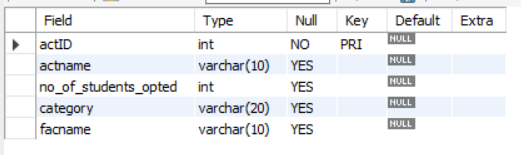 Field Type Null Key Default Extra
actID int NO PRI NULL
actname varchar(10) YES NULL
no_of_students_opted int YES NULL
category varchar(20) YES NULL
facname varchar(10) YES NULL